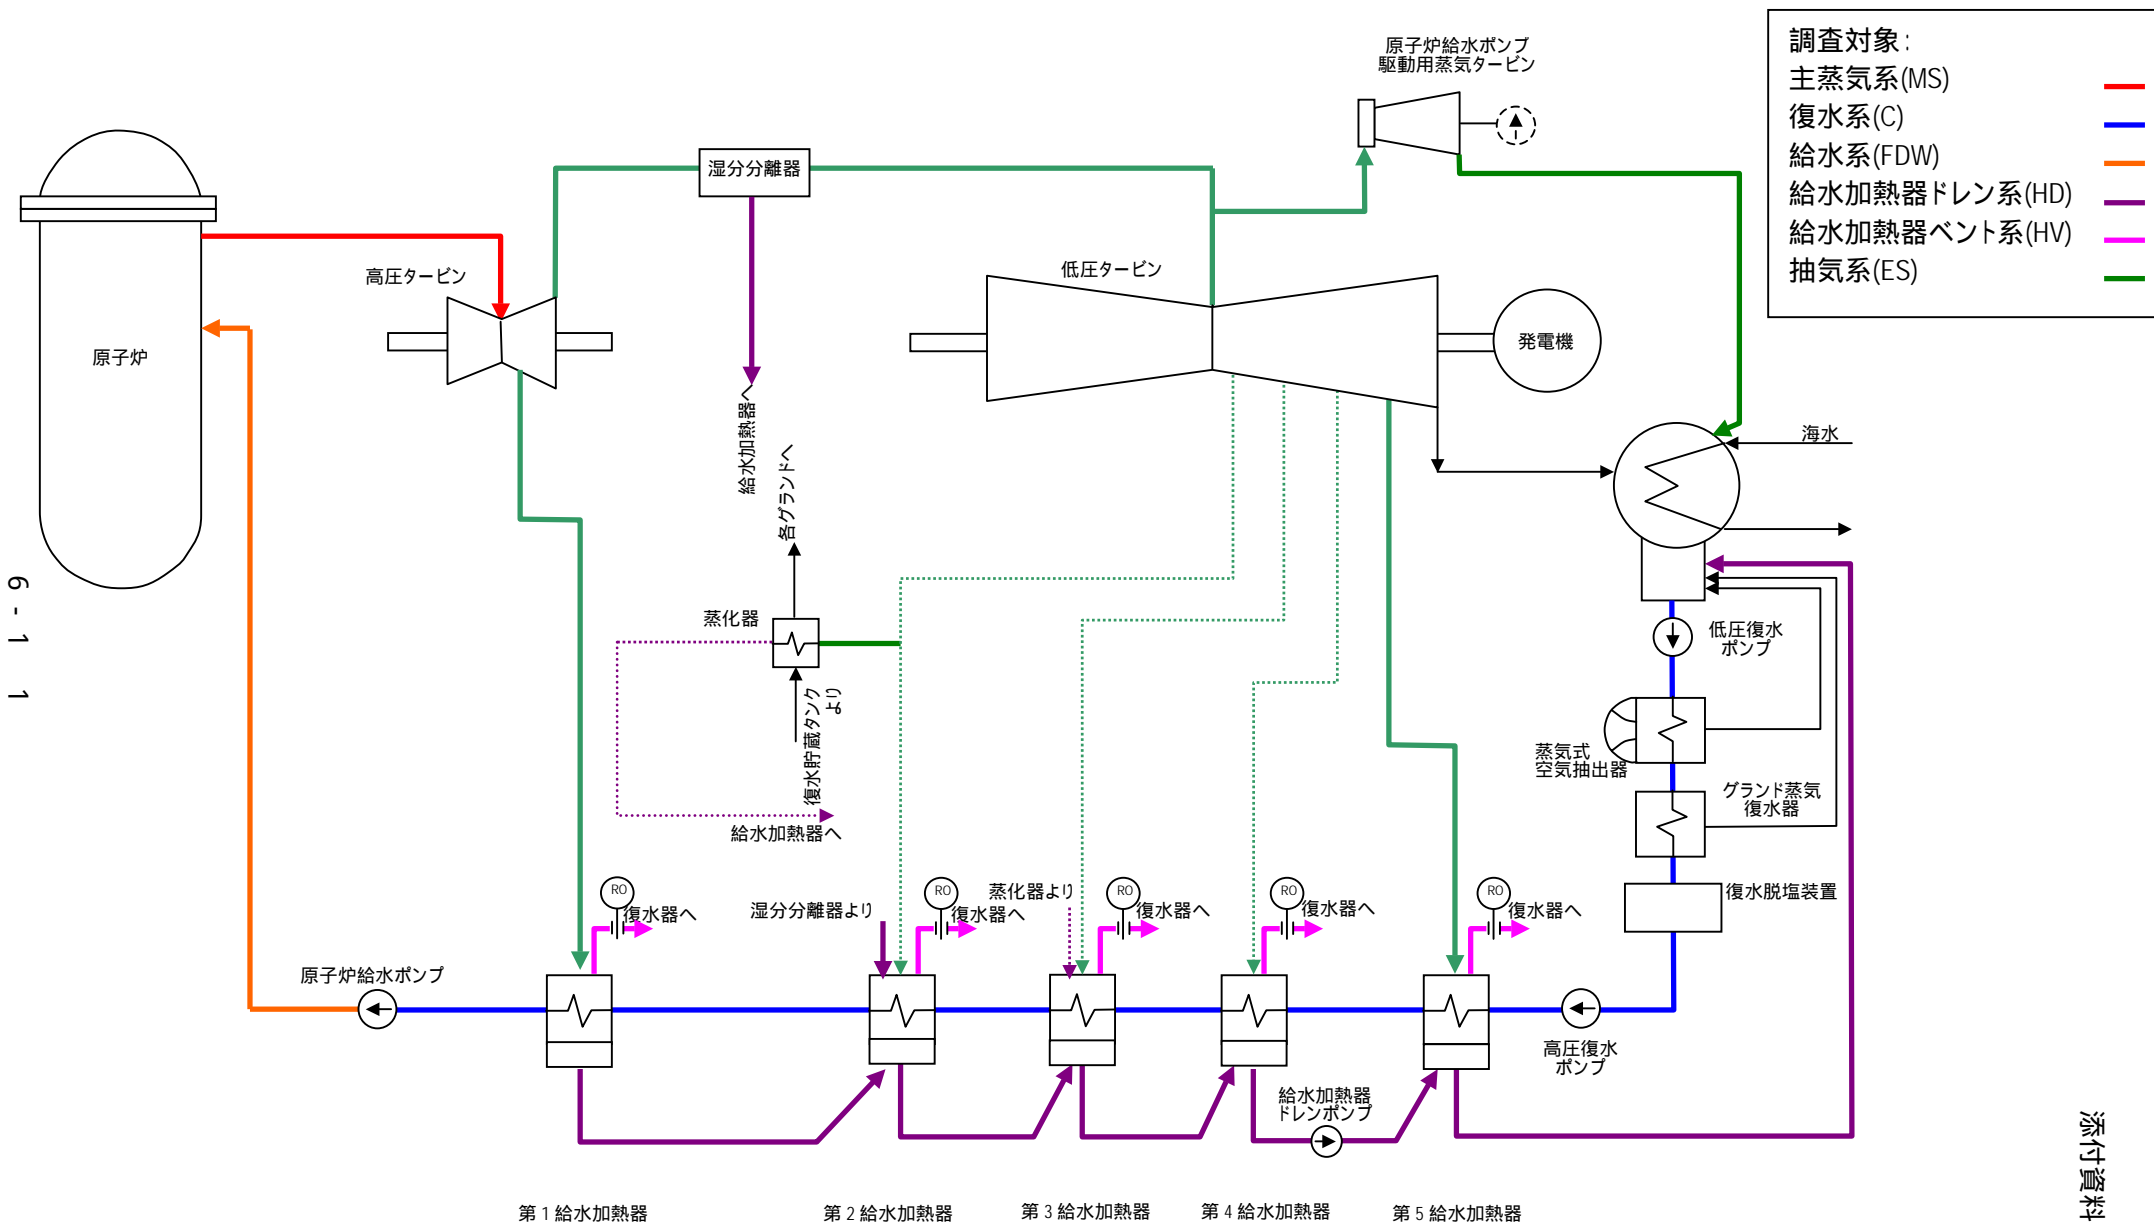 調査対象:
主蒸気系(MS)
復水系(C)
給水系(FDW)
給水加熱器ドレン系(HD)
給水加熱器ベント系(HV)
抽気系(ES)
原子炉給水ポンプ
駆動用蒸気タービン
湿分分離器
高圧タービン
低圧タービン
原子炉
発電機
海水
給水加熱器へ
各グランドへ
蒸化器
復水貯蔵タンク
より
給水加熱器へ
低圧復水
ポンプ
蒸気式
空気抽出器
グランド蒸気
復水器
復水脱塩装置
RO
復水器へ
湿分分離器より
RO
復水器へ
蒸化器より
RO
復水器へ
RO
復水器へ
RO
復水器へ
原子炉給水ポンプ
高圧復水
ポンプ
給水加熱器
ドレンポンプ
第1給水加熱器
第2給水加熱器
第3給水加熱器
第4給水加熱器
第5給水加熱器
6-11
添付資料